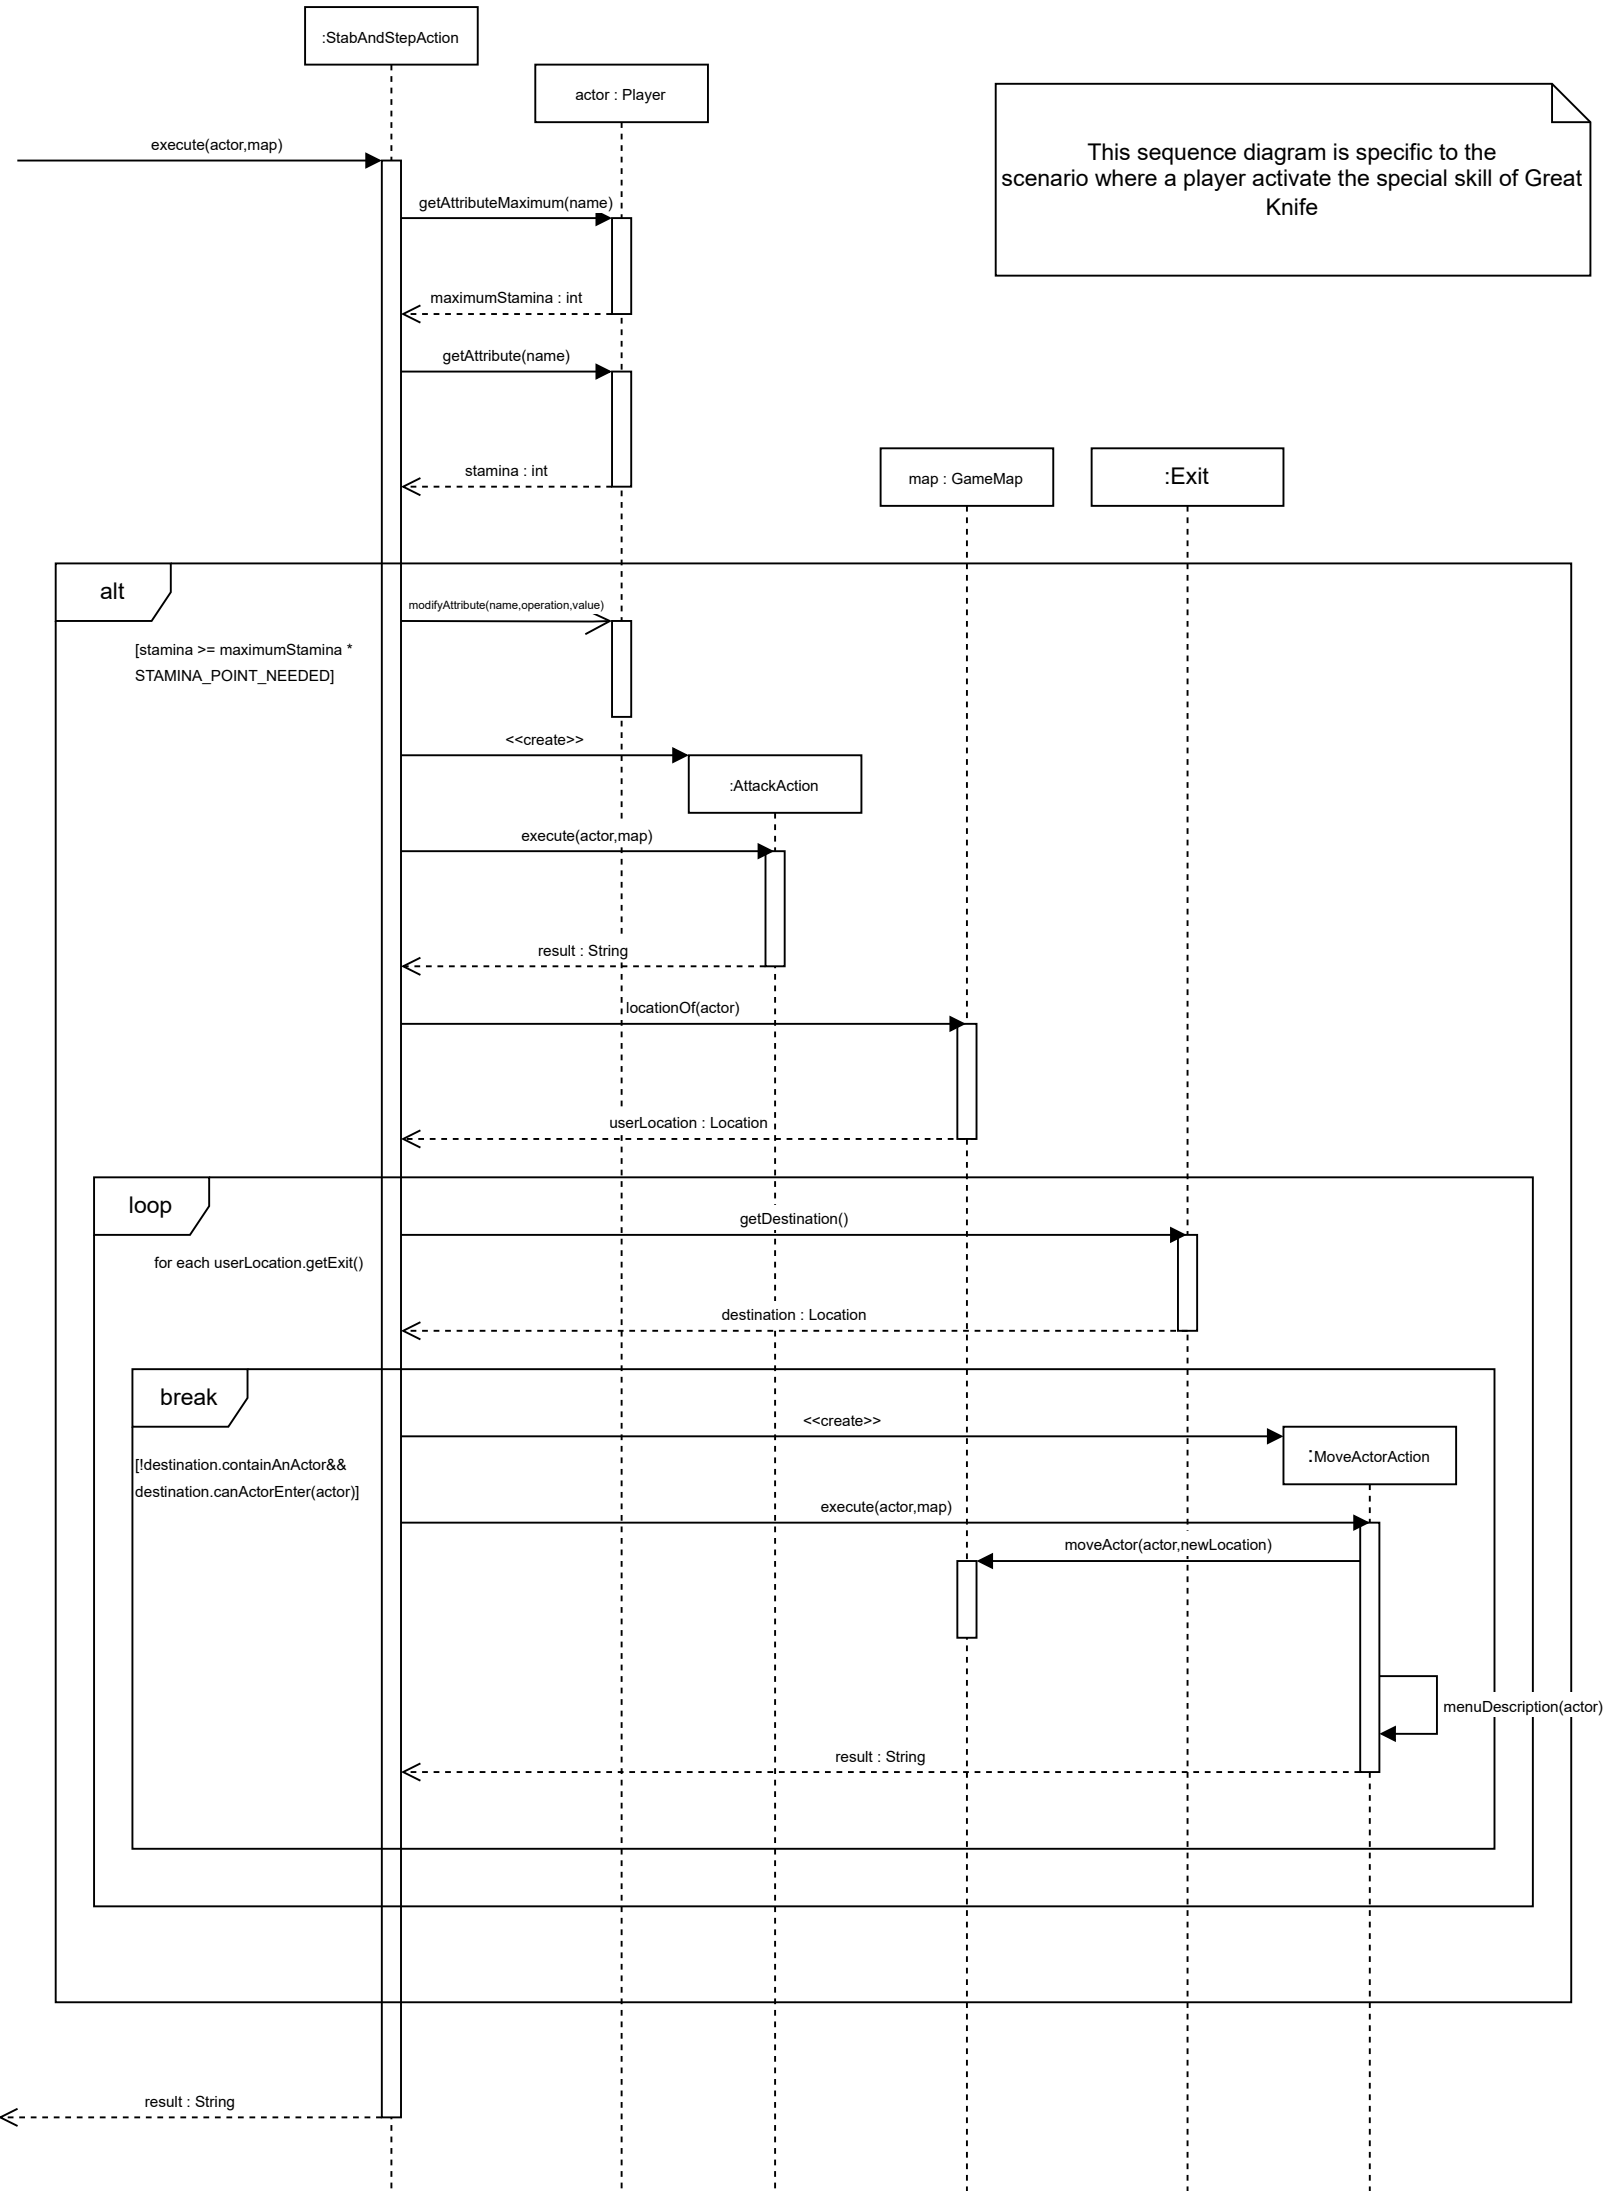 :StabAndStepAction
actor : Player
execute(actor,map)
This sequence diagram is specific to the
scenario where a player activate the special skill of Great
Knife
getAttributeMaximum(name)
maximumStamina : int
getAttribute(name)
stamina : int
map : GameMap
:Exit
alt
modifyAttribute(name,operation,value)
[stamina >= maximumStamina *
STAMINA_POINT_NEEDED]
<<create>>
:AttackAction
execute(actor,map)
result : String
locationOf(actor)
userLocation : Location
loop
getDestination()
for each userLocation.getExit()
destination : Location
break
<<create>>
:MoveActorAction
[!destination.containAnActor&&
destination.canActorEnter(actor)]
execute(actor,map)
moveActor(actor,newLocation)
menuDescription(actor)
result : String
result : String